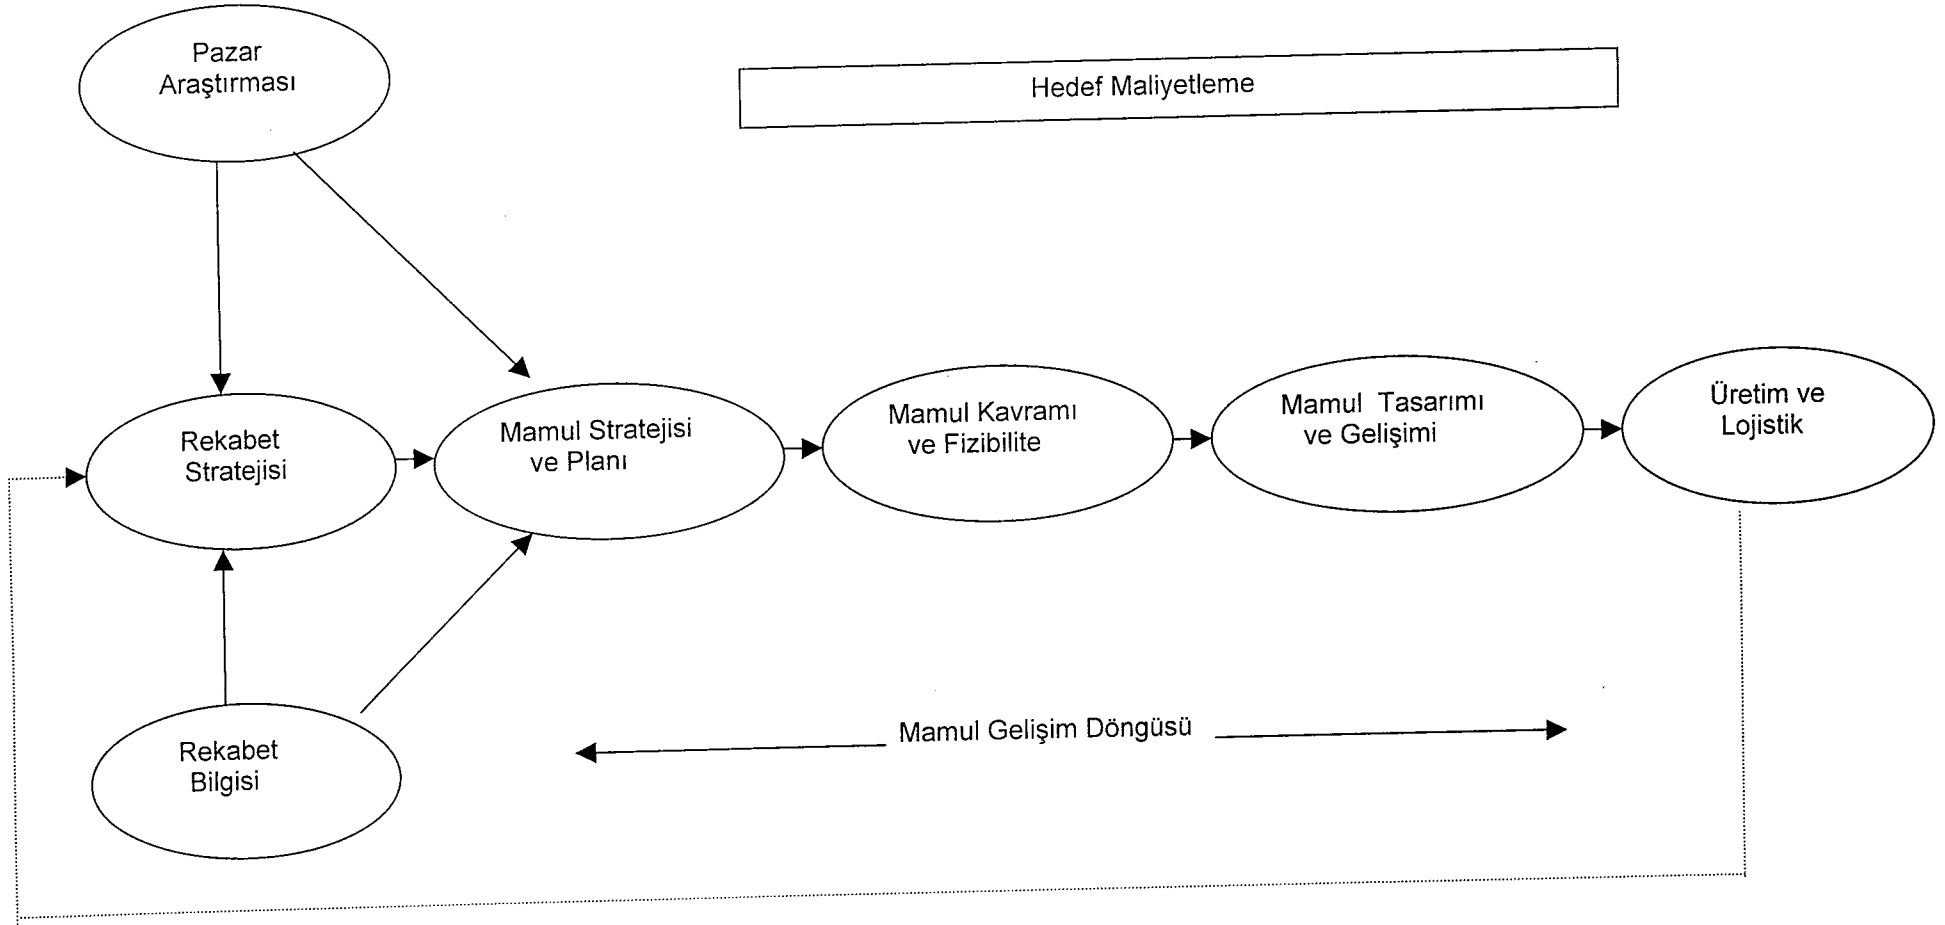 Pazar
Araştırması
Hedef Maliyetleme
Rekabet
Stratejisi
Mamul Stratejisi
ve Planı
Mamul Kavramı
ve Fizibilite
Mamul Tasarımı
ve Gelişimi
Üretim ve
Lojistik
Rekabet
Bilgisi
Mamul Gelişim Döngüsü